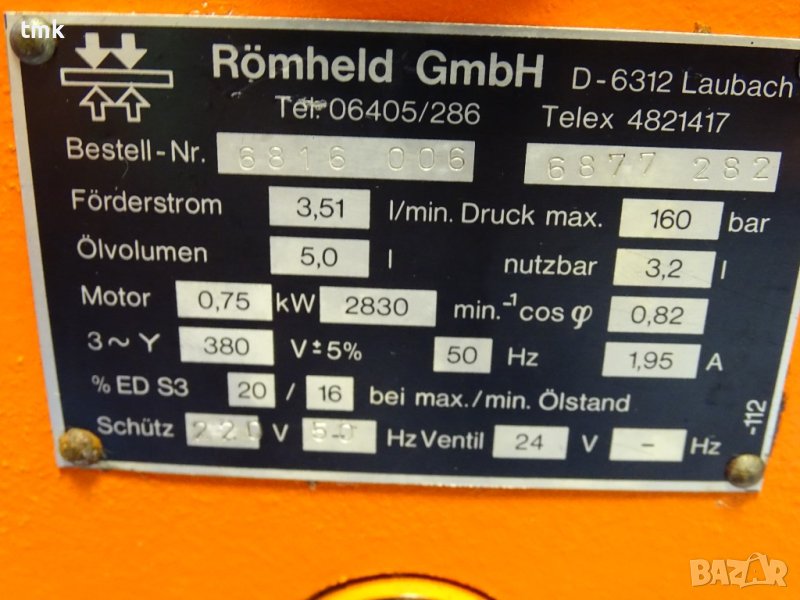 tmk
Römheld GmbH D-6312 Laubach
Tel. 06405/286 Telex 4821417
Bestell-Nr. 6816 006 6877 282
Förderstrom 3,51 l/min. Druck max. 160 bar
Ölvolumen 5,0 l nutzbar 3,2 l
Motor 0,75 kW 2830 min.⁻¹ cos φ 0,82
3~ Y 380 V ±5% 50 Hz 1,95 A
% ED S3 20 / 16 bei max./min. Ölstand
Schütz 220 V 50 Hz Ventil 24 V - Hz
-112
BAZAR